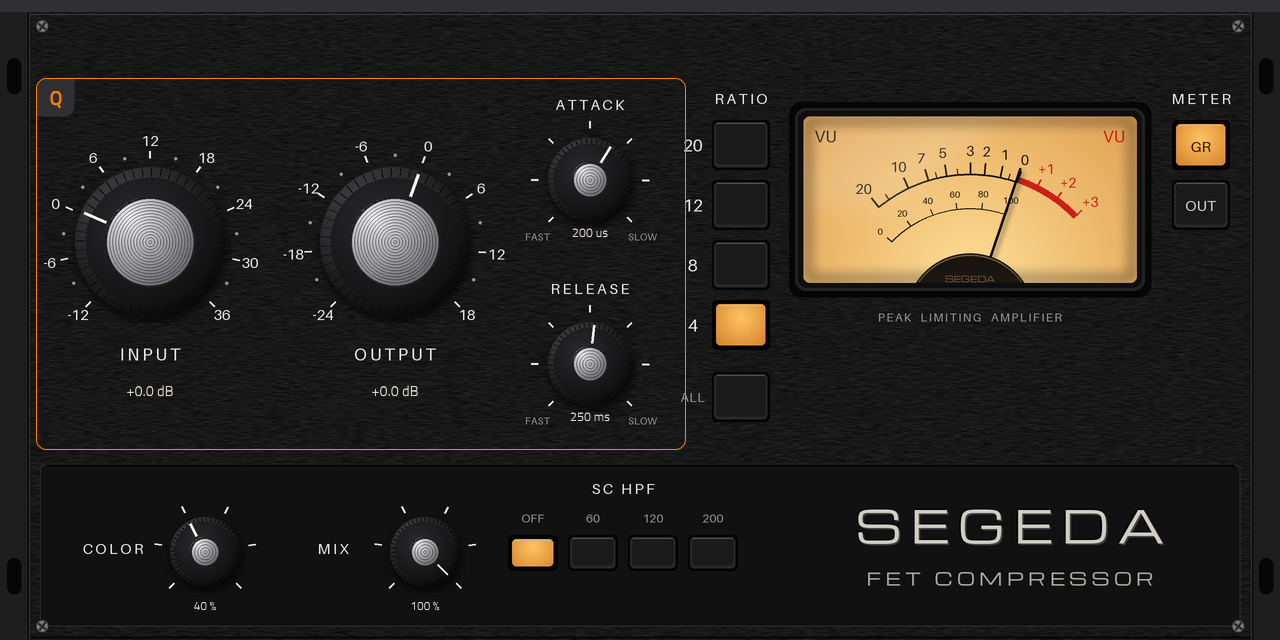 Q
ATTACK
FAST 200 us SLOW
RELEASE
FAST 250 ms SLOW
-12 -6 0 6 12 18 24 30 36
INPUT
+0.0 dB
-24 -18 -12 -6 0 6 12 18
OUTPUT
+0.0 dB
RATIO
20
12
8
4
ALL
VU VU
20 10 7 5 3 2 1 0 +1 +2 +3
0 20 40 60 80 100
SEGEDA
PEAK LIMITING AMPLIFIER
METER
GR
OUT
COLOR
40 %
MIX
100 %
SC HPF
OFF 60 120 200
SEGEDA
FET COMPRESSOR